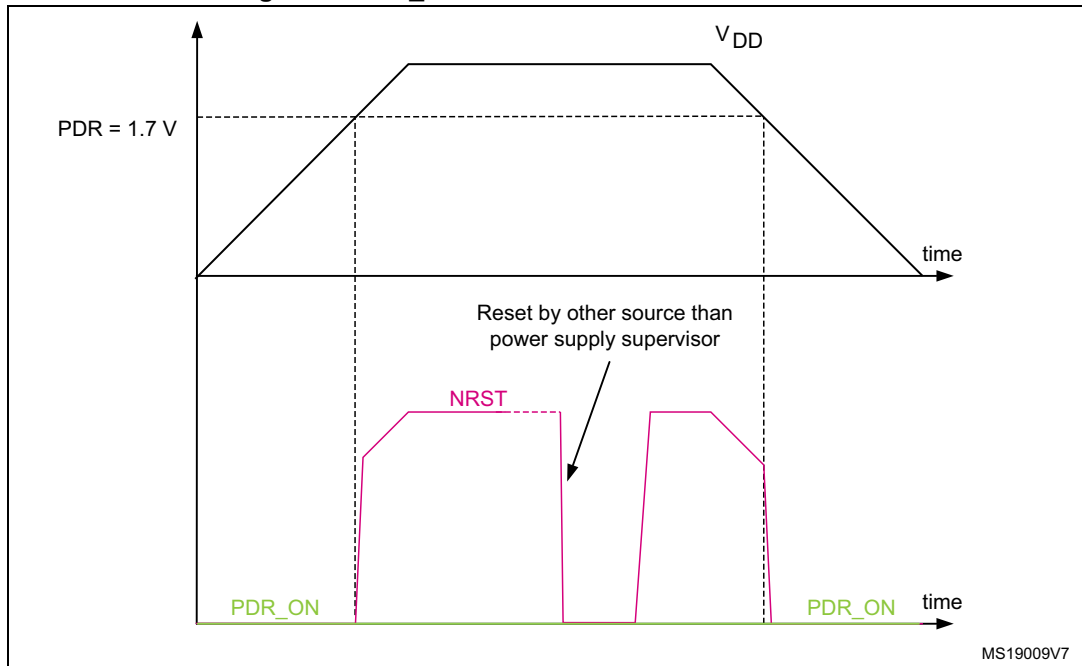 V DD
PDR = 1.7 V
time
Reset by other source than
power supply supervisor
NRST
PDR_ON
PDR_ON
time
MS19009V7